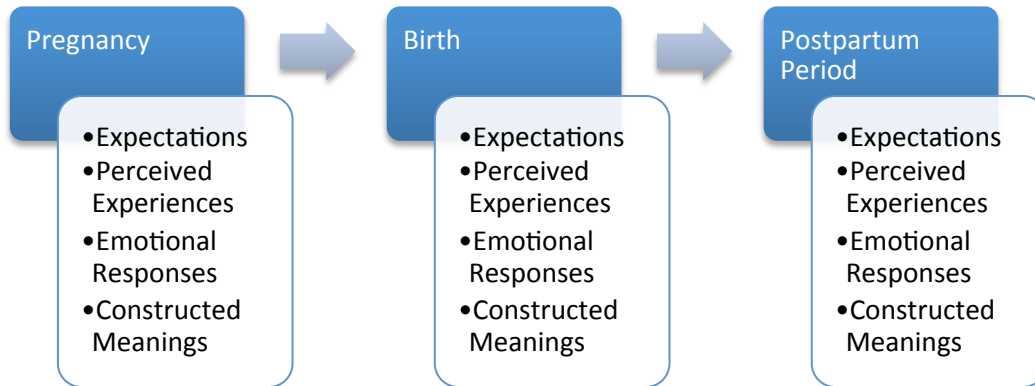 Pregnancy
•Expectations
•Perceived
Experiences
•Emotional
Responses
•Constructed
Meanings
Birth
•Expectations
•Perceived
Experiences
•Emotional
Responses
•Constructed
Meanings
Postpartum
Period
•Expectations
•Perceived
Experiences
•Emotional
Responses
•Constructed
Meanings